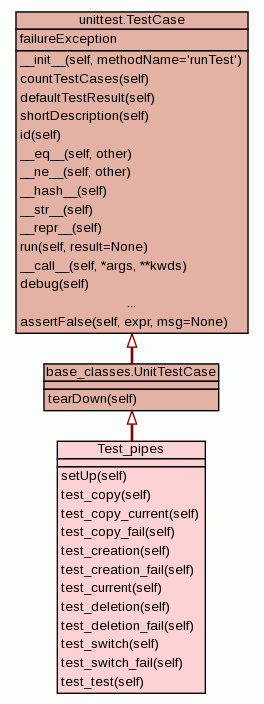 unittest.TestCase
failureException
__init__(self, methodName='runTest')
countTestCases(self)
defaultTestResult(self)
shortDescription(self)
id(self)
__eq__(self, other)
__ne__(self, other)
__hash__(self)
__str__(self)
__repr__(self)
run(self, result=None)
__call__(self, *args, **kwds)
debug(self)
...
assertFalse(self, expr, msg=None)
base_classes.UnitTestCase
tearDown(self)
Test_pipes
setUp(self)
test_copy(self)
test_copy_current(self)
test_copy_fail(self)
test_creation(self)
test_creation_fail(self)
test_current(self)
test_deletion(self)
test_deletion_fail(self)
test_switch(self)
test_switch_fail(self)
test_test(self)